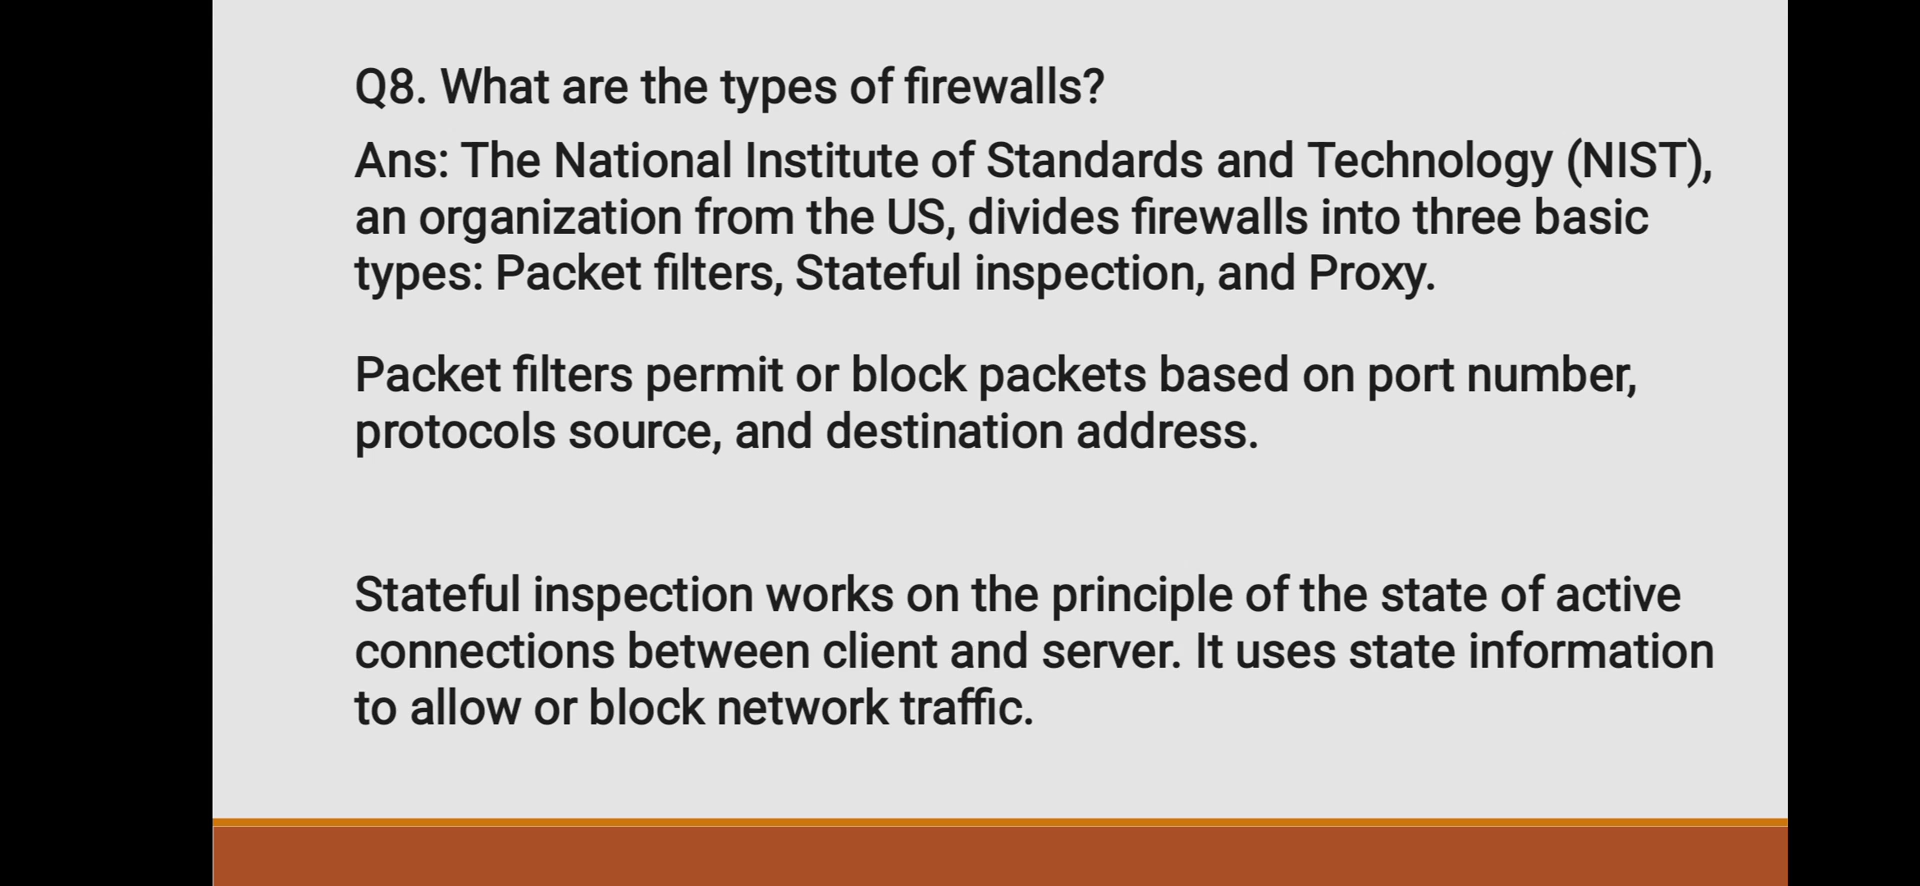 Q8. What are the types of firewalls?
Ans: The National Institute of Standards and Technology (NIST),
an organization from the US, divides firewalls into three basic
types: Packet filters, Stateful inspection, and Proxy.
Packet filters permit or block packets based on port number,
protocols source, and destination address.
Stateful inspection works on the principle of the state of active
connections between client and server. It uses state information
to allow or block network traffic.